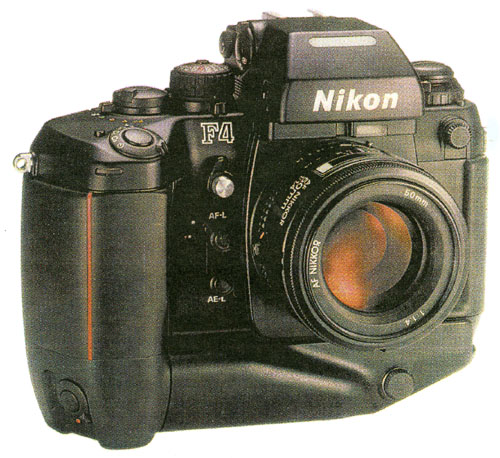 Nikon
F4
AF-L
AE-L
AF NIKKOR
50mm
1:1.4